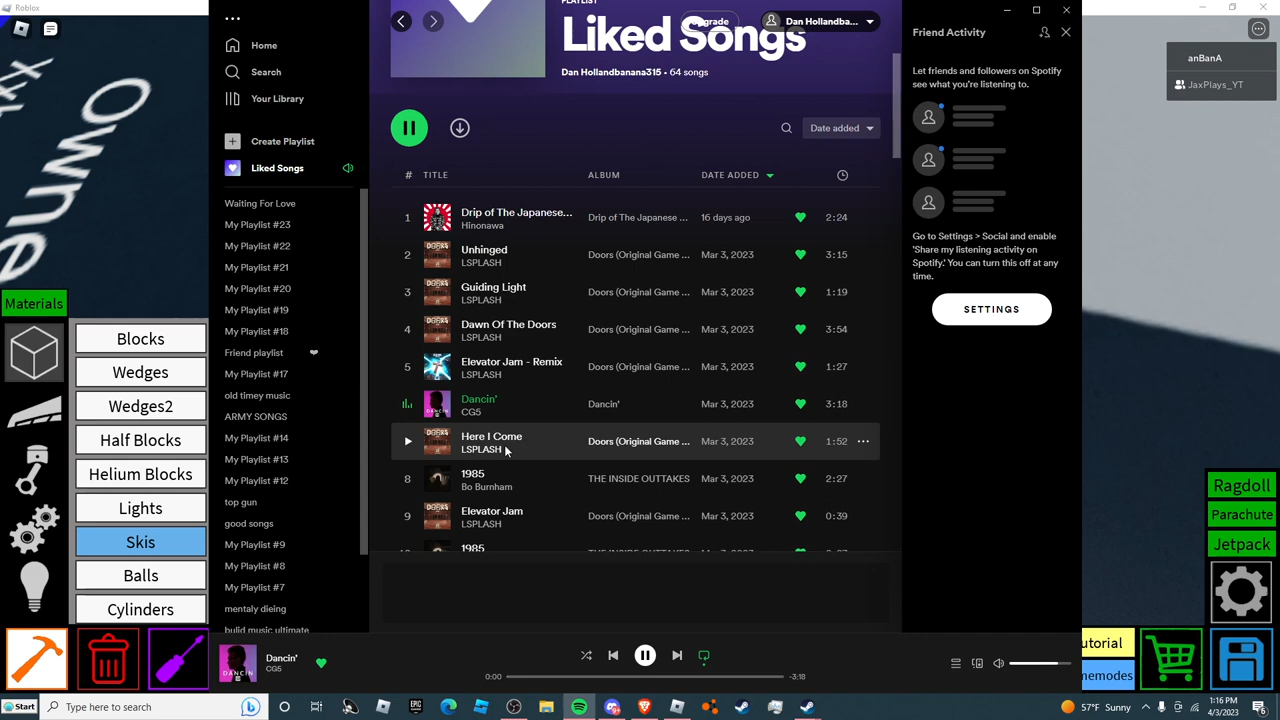 Roblox
Owne
Materials
Blocks
Wedges
Wedges2
Half Blocks
Helium Blocks
Lights
Skis
Balls
Cylinders
Home
Search
Your Library
Create Playlist
Liked Songs
Waiting For Love
My Playlist #23
My Playlist #22
My Playlist #21
My Playlist #20
My Playlist #19
My Playlist #18
Friend playlist
My Playlist #17
old timey music
ARMY SONGS
My Playlist #14
My Playlist #13
My Playlist #12
top gun
good songs
My Playlist #9
My Playlist #8
My Playlist #7
mentaly dieing
bulid music ultimate
PLAYLIST
Upgrade
Dan Hollandba...
Liked Songs
Dan Hollandbanana315 • 64 songs
Date added
# TITLE ALBUM DATE ADDED
1 Drip of The Japanese... Drip of The Japanese ... 16 days ago 2:24
Hinonawa
2 Unhinged Doors (Original Game ... Mar 3, 2023 3:15
LSPLASH
3 Guiding Light Doors (Original Game ... Mar 3, 2023 1:19
LSPLASH
4 Dawn Of The Doors Doors (Original Game ... Mar 3, 2023 3:54
LSPLASH
5 Elevator Jam - Remix Doors (Original Game ... Mar 3, 2023 1:27
LSPLASH
Dancin' Dancin' Mar 3, 2023 3:18
CG5
Here I Come Doors (Original Game ... Mar 3, 2023 1:52
LSPLASH
8 1985 THE INSIDE OUTTAKES Mar 3, 2023 2:27
Bo Burnham
9 Elevator Jam Doors (Original Game ... Mar 3, 2023 0:39
LSPLASH
1985
Friend Activity
Let friends and followers on Spotify
see what you're listening to.
Go to Settings > Social and enable
'Share my listening activity on
Spotify.' You can turn this off at any
time.
SETTINGS
anBanA
JaxPlays_YT
Ragdoll
Parachute
Jetpack
utorial
memodes
DANCIN
Dancin'
CG5
0:00
-3:18
Start
Type here to search
EPIC
57°F Sunny
1:16 PM
4/3/2023
6